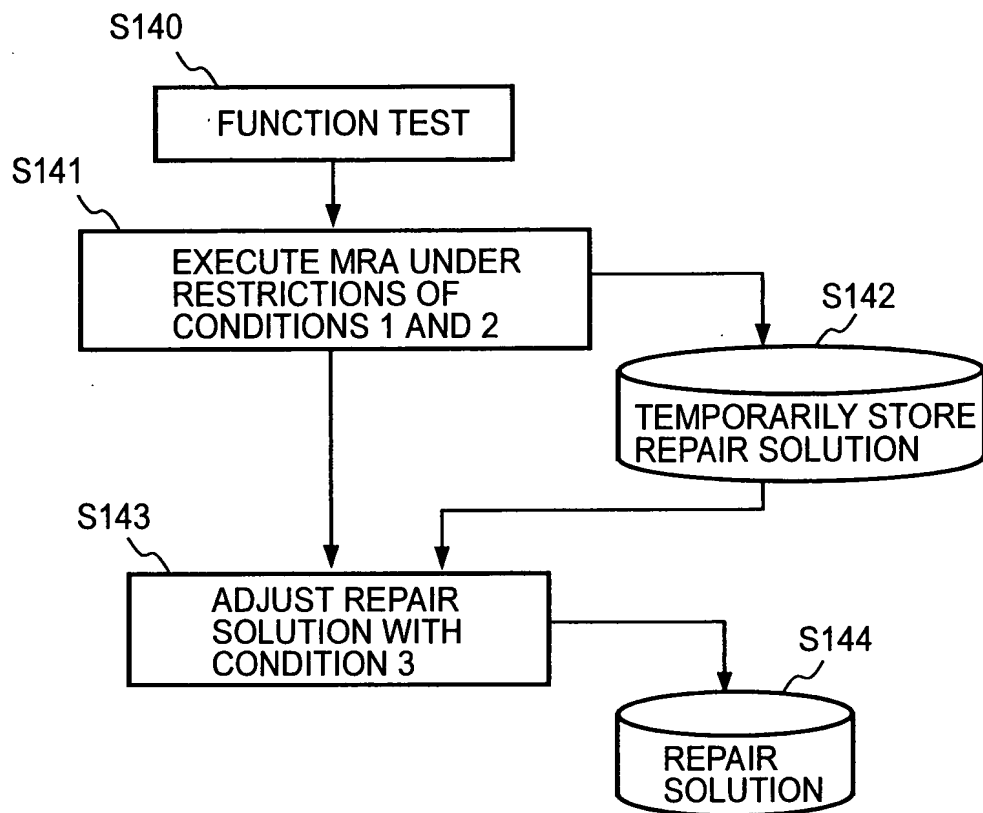 S140
FUNCTION TEST
S141
EXECUTE MRA UNDER
RESTRICTIONS OF
CONDITIONS 1 AND 2
S142
TEMPORARILY STORE
REPAIR SOLUTION
S143
ADJUST REPAIR
SOLUTION WITH
CONDITION 3
S144
REPAIR
SOLUTION